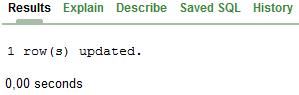 Results Explain Describe Saved SQL History
1 row(s) updated.
0,00 seconds